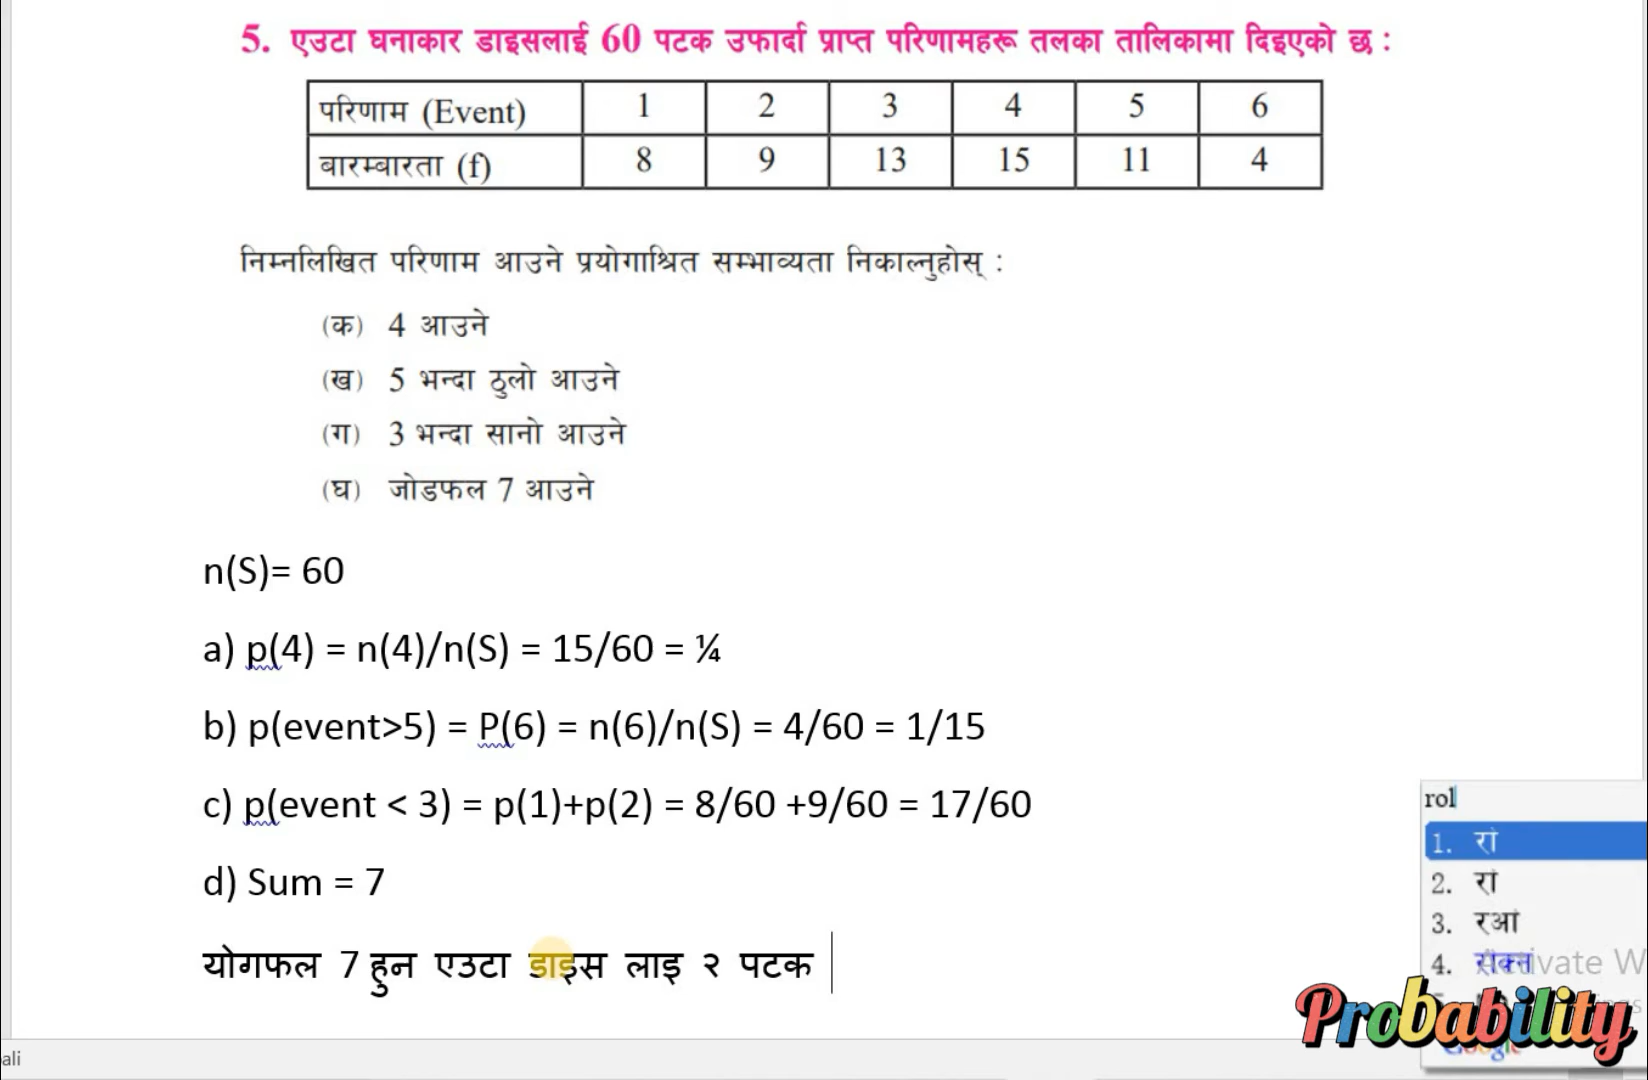 5. एउटा घनाकार डाइसलाई 60 पटक उफार्दा प्राप्त परिणामहरू तलका तालिकामा दिइएको छ :
परिणाम (Event) 1 2 3 4 5 6
बारम्बारता (f) 8 9 13 15 11 4
निम्नलिखित परिणाम आउने प्रयोगाश्रित सम्भाव्यता निकाल्नुहोस् :
(क) 4 आउने
(ख) 5 भन्दा ठुलो आउने
(ग) 3 भन्दा सानो आउने
(घ) जोडफल 7 आउने
n(S)= 60
a) p(4) = n(4)/n(S) = 15/60 = ¼
b) p(event>5) = P(6) = n(6)/n(S) = 4/60 = 1/15
c) p(event < 3) = p(1)+p(2) = 8/60 +9/60 = 17/60
d) Sum = 7
योगफल 7 हुन एउटा डाइस लाइ २ पटक
rol
1.
2.
3.
4.
Probability
ali